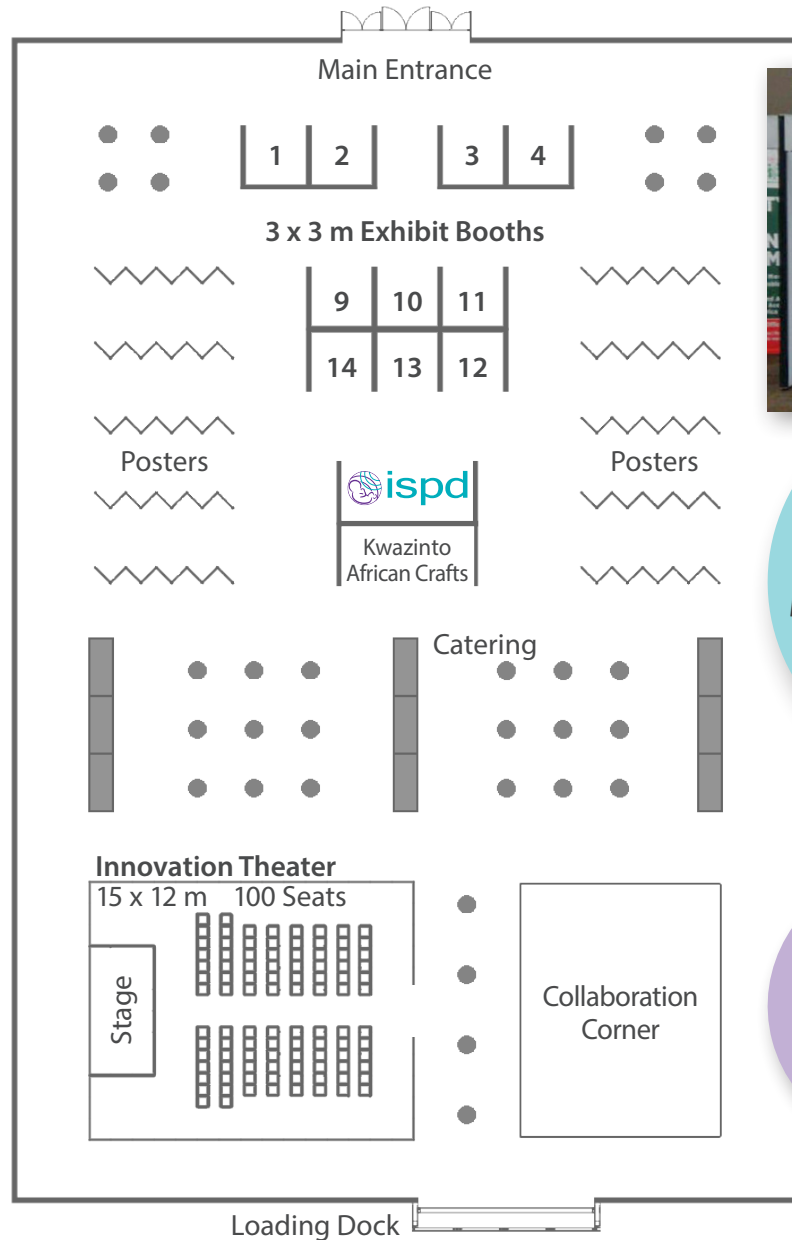 Main Entrance
1 2 3 4
3 x 3 m Exhibit Booths
9 10 11
14 13 12
Posters
Posters
ispd
Kwazinto
African Crafts
Catering
Innovation Theater
15 x 12 m 100 Seats
Stage
Collaboration
Corner
Loading Dock